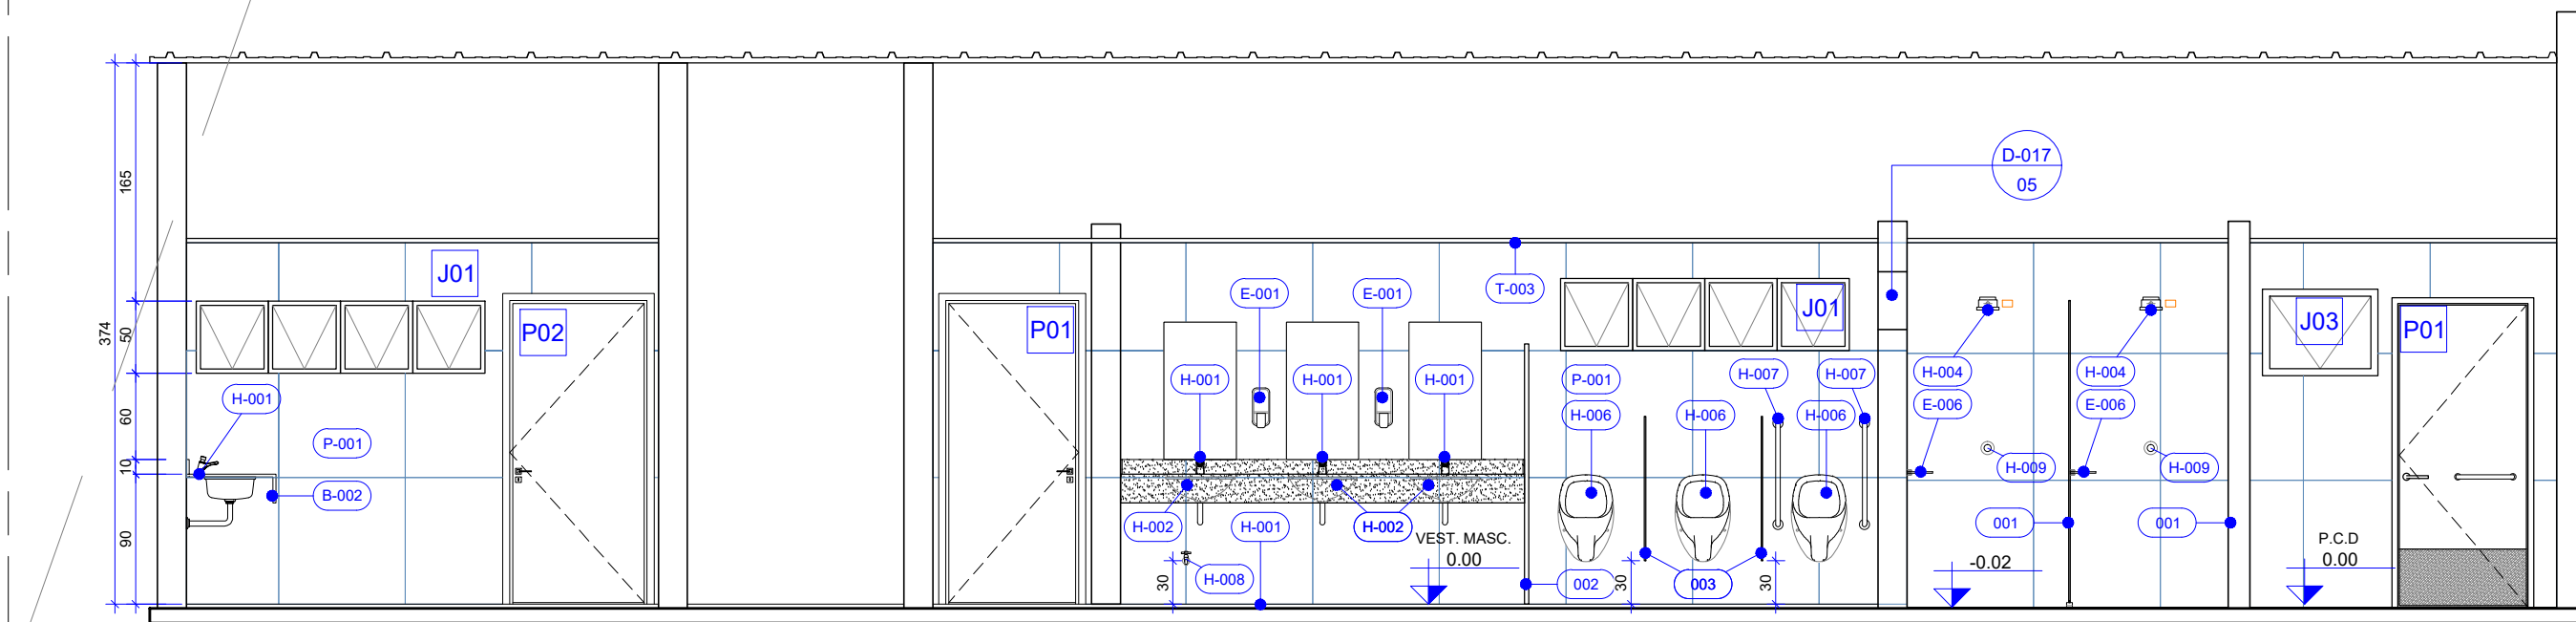 D-017
05
165
J01
374
50
P02
P01
E-001
E-001
T-003
J01
J03
P01
H-001
H-001
H-001
H-001
P-001
H-007
H-007
H-004
H-004
60
P-001
H-006
H-006
H-006
E-006
E-006
10
B-002
H-009
H-009
90
H-002
H-001
H-002
VEST. MASC.
0.00
001
001
P.C.D
0.00
-0.02
30
H-008
002
30
003
30